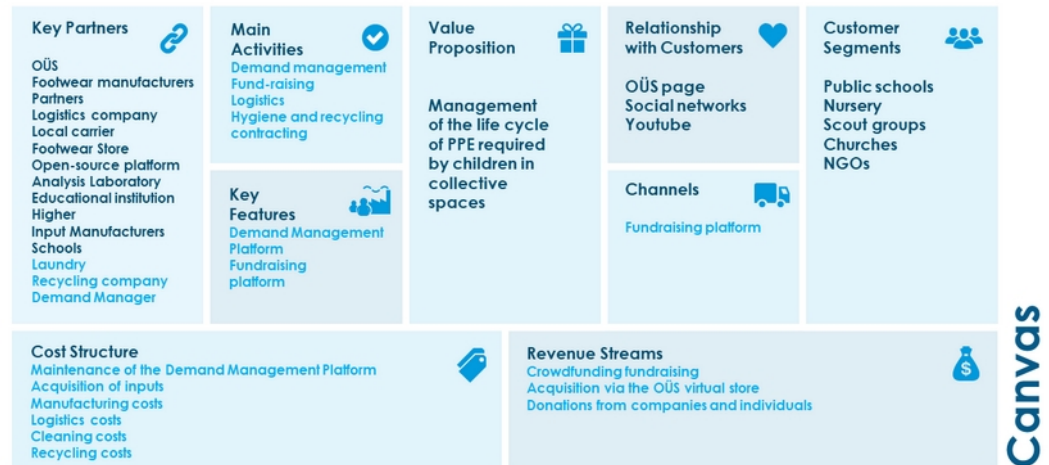 Key Partners
OÜS
Footwear manufacturers
Partners
Logistics company
Local carrier
Footwear Store
Open-source platform
Analysis Laboratory
Educational institution
Higher
Input Manufacturers
Schools
Laundry
Recycling company
Demand Manager
Main
Activities
Demand management
Fund-raising
Logistics
Hygiene and recycling
contracting
Key
Features
Demand Management
Platform
Fundraising
platform
Value
Proposition
Management
of the life cycle
of PPE required
by children in
collective
spaces
Relationship
with Customers
OÜS page
Social networks
Youtube
Channels
Fundraising platform
Customer
Segments
Public schools
Nursery
Scout groups
Churches
NGOs
Cost Structure
Maintenance of the Demand Management Platform
Acquisition of inputs
Manufacturing costs
Logistics costs
Cleaning costs
Recycling costs
Revenue Streams
Crowdfunding fundraising
Acquisition via the OÜS virtual store
Donations from companies and individuals
$
Canvas